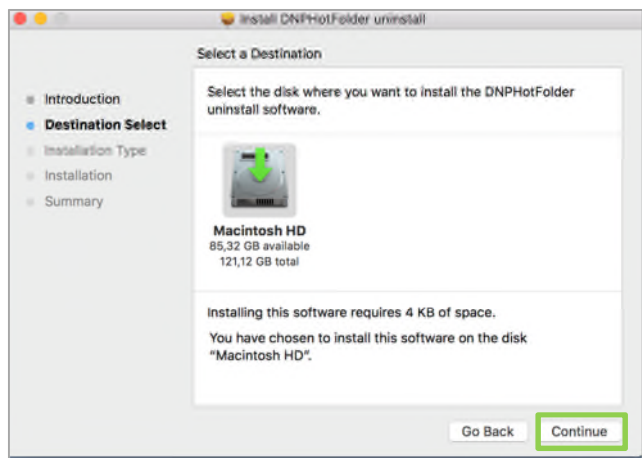 Install DNPHotFolder uninstall
Select a Destination
Introduction
Destination Select
Installation Type
Installation
Summary
Select the disk where you want to install the DNPHotFolder
uninstall software.
Macintosh HD
85,32 GB available
121,12 GB total
Installing this software requires 4 KB of space.
You have chosen to install this software on the disk
“Macintosh HD”.
Go Back
Continue